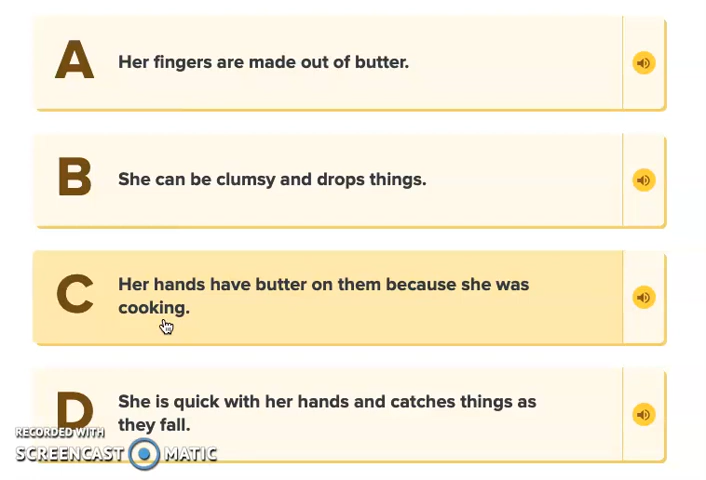 A
Her fingers are made out of butter.
B
She can be clumsy and drops things.
C
Her hands have butter on them because she was
cooking.
D
She is quick with her hands and catches things as
they fall.
RECORDED WITH
SCREENCAST MATIC